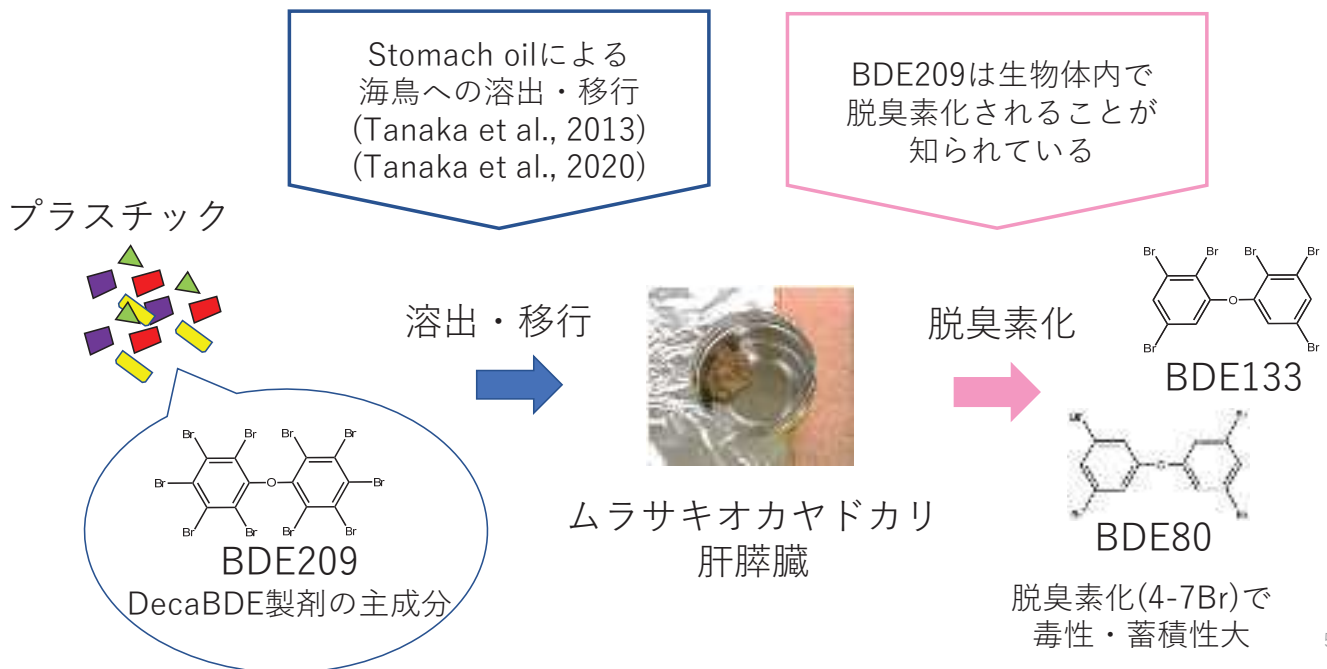 Stomach oilによる
海鳥への溶出・移行
(Tanaka et al., 2013)
(Tanaka et al., 2020)
BDE209は生物体内で
脱臭素化されることが
知られている
プラスチック
溶出・移行
脱臭素化
Br Br Br Br
O
Br Br
BDE133
Br Br Br Br
Br O Br
Br Br Br Br
BDE209
DecaBDE製剤の主成分
ムラサキオカヤドカリ
肝膵臓
BDE80
脱臭素化(4-7Br)で
毒性・蓄積性大